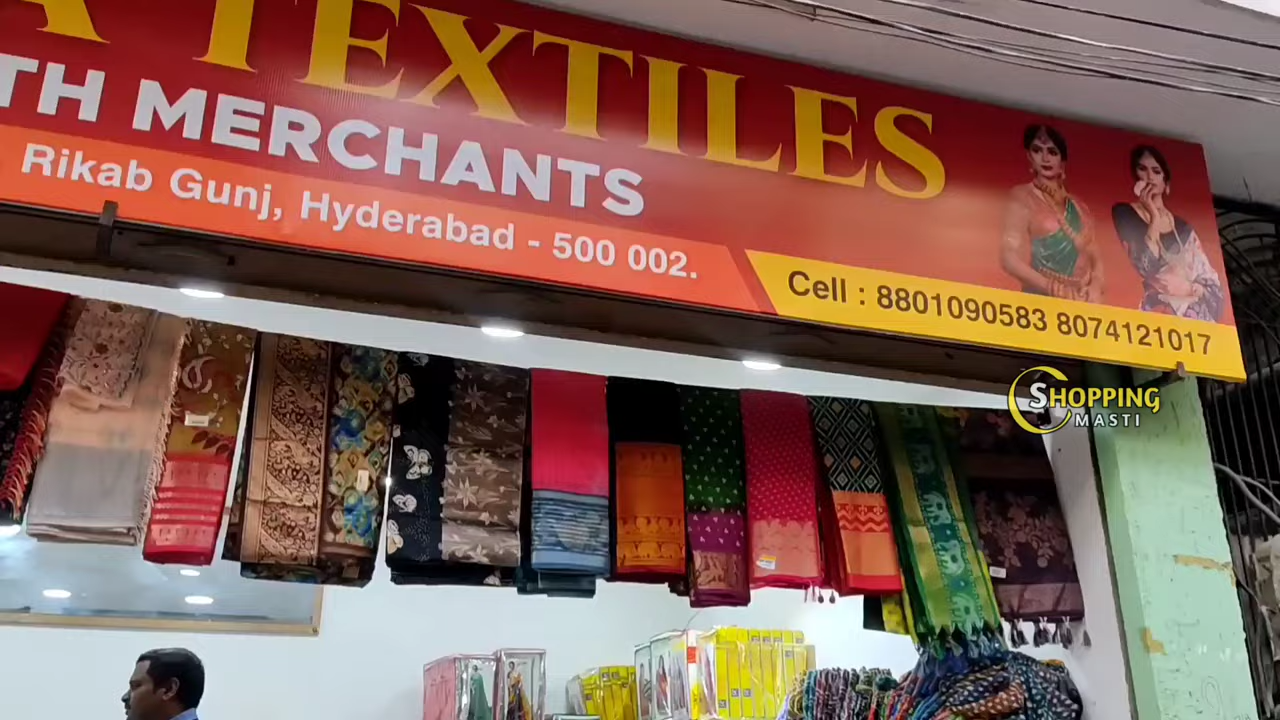 A TEXTILES
TH MERCHANTS
Rikab Gunj, Hyderabad - 500 002.
Cell : 8801090583 8074121017
SHOPPING
MASTI